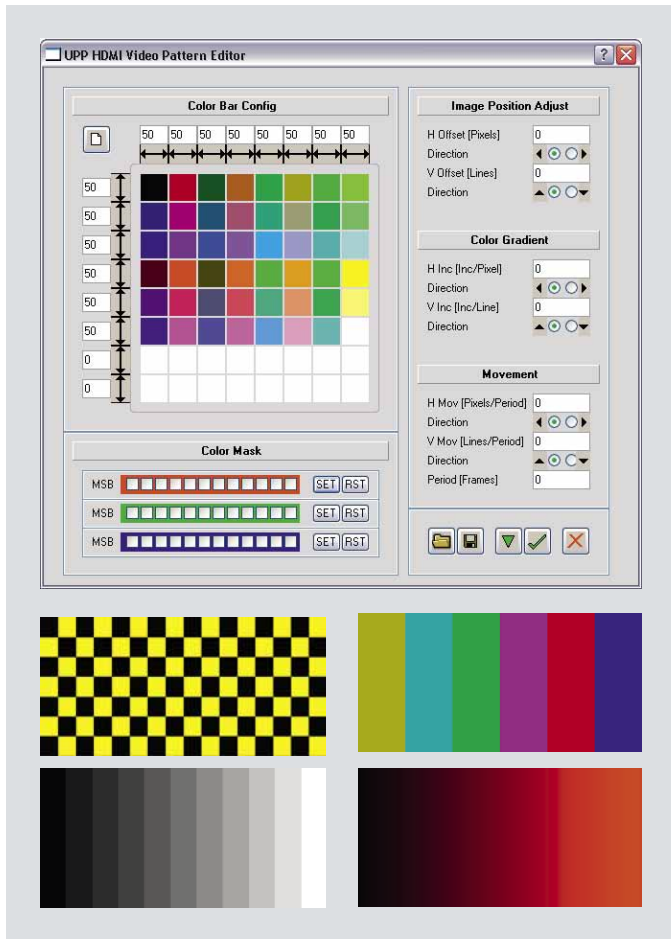 UPP HDMI Video Pattern Editor
Color Bar Config
50 50 50 50 50 50 50 50
50
50
50
50
50
50
0
0
Color Mask
MSB SET RST
MSB SET RST
MSB SET RST
Image Position Adjust
H Offset [Pixels] 0
Direction
V Offset [Lines] 0
Direction
Color Gradient
H Inc [Inc/Pixel] 0
Direction
V Inc [Inc/Line] 0
Direction
Movement
H Mov [Pixels/Period] 0
Direction
V Mov [Lines/Period] 0
Direction
Period [Frames] 0